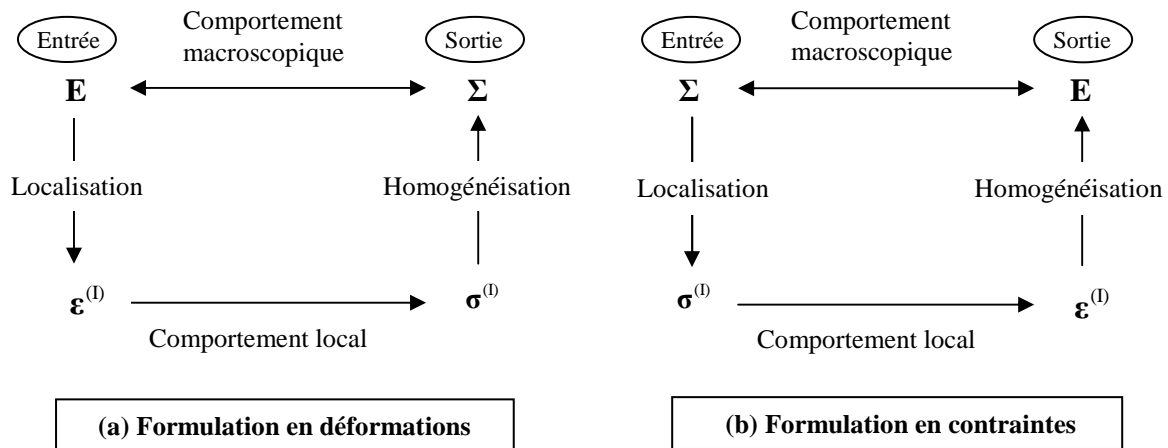 Entrée
Comportement
macroscopique
Sortie
E
Σ
Localisation
Homogénéisation
ε(I)
σ(I)
Comportement local
(a) Formulation en déformations
Entrée
Comportement
macroscopique
Sortie
Σ
E
Localisation
Homogénéisation
σ(I)
ε(I)
Comportement local
(b) Formulation en contraintes